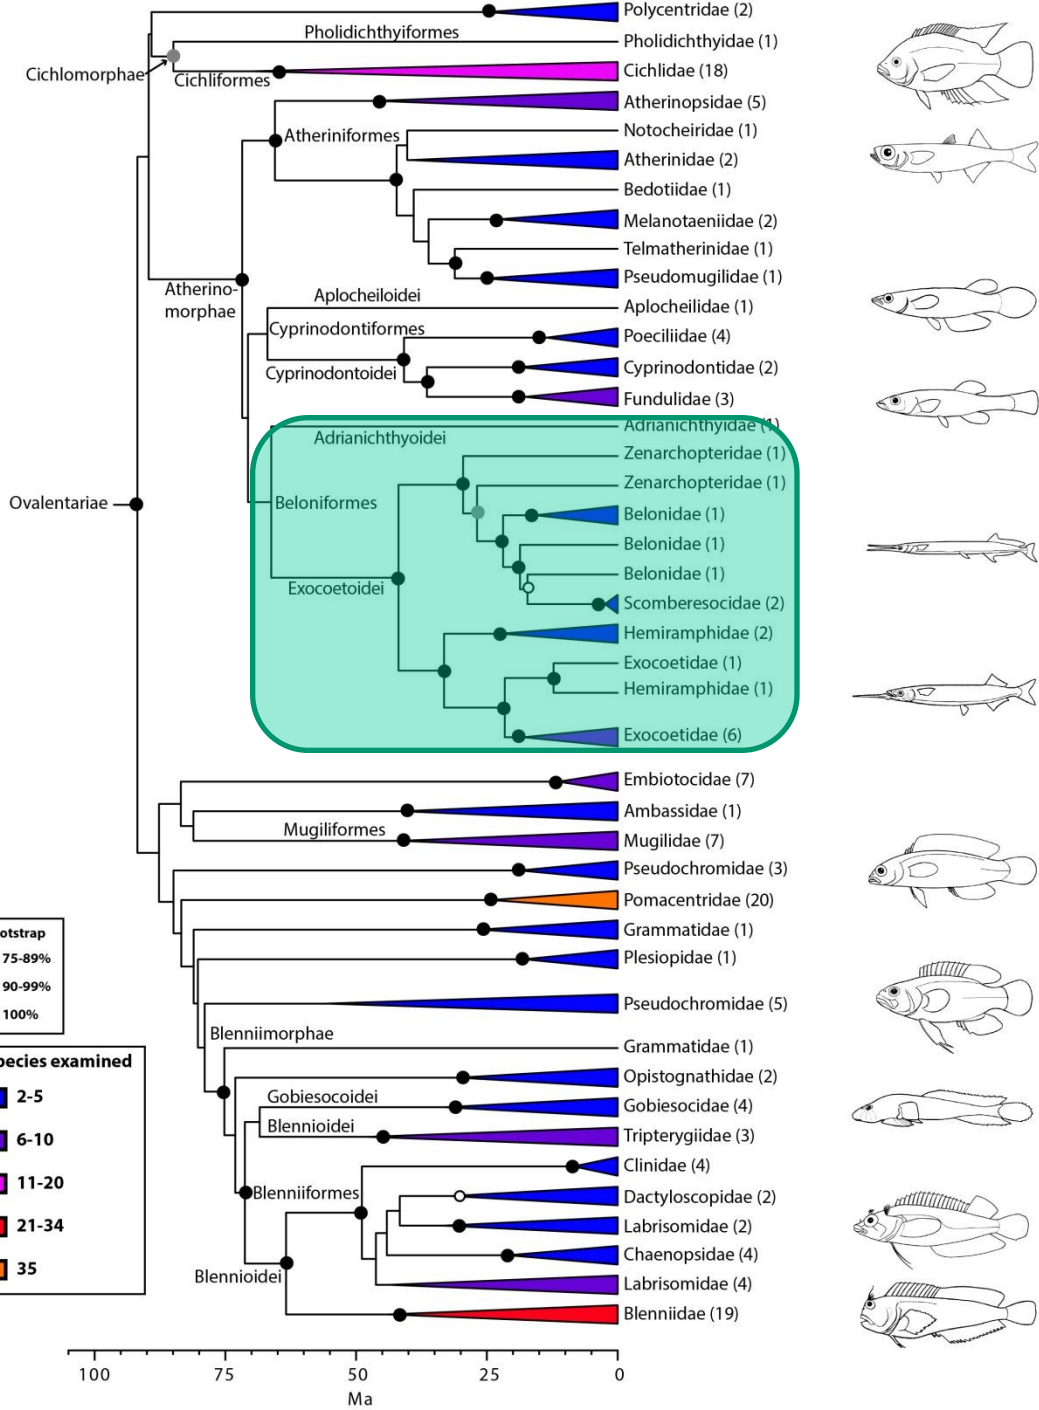 Polycentridae (2)
Pholidichthyiformes
Pholidichthyidae (1)
Cichlomorphae
Cichliformes
Cichlidae (18)
Atherinopsidae (5)
Atheriniformes
Notocheiridae (1)
Atherinidae (2)
Bedotiidae (1)
Melanotaeniidae (2)
Telmatherinidae (1)
Pseudomugilidae (1)
Atherino-
morphae
Aplocheiloidei
Aplocheilidae (1)
Cyprinodontiformes
Poeciliidae (4)
Cyprinodontoidei
Cyprinodontidae (2)
Fundulidae (3)
Adrianichthyidae (1)
Adrianichthyoidei
Zenarchopteridae (1)
Zenarchopteridae (1)
Ovalentariae
Beloniformes
Belonidae (1)
Belonidae (1)
Belonidae (1)
Exocoetoidei
Scomberesocidae (2)
Hemiramphidae (2)
Exocoetidae (1)
Hemiramphidae (1)
Exocoetidae (6)
Embiotocidae (7)
Ambassidae (1)
Mugiliformes
Mugilidae (7)
Pseudochromidae (3)
Pomacentridae (20)
Grammatidae (1)
Plesiopidae (1)
Pseudochromidae (5)
Blenniimorphae
Grammatidae (1)
Opistognathidae (2)
Gobiesocoidei
Gobiesocidae (4)
Blennioidei
Tripterygiidae (3)
Clinidae (4)
Blenniiformes
Dactyloscopidae (2)
Labrisomidae (2)
Chaenopsidae (4)
Blennioidei
Labrisomidae (4)
Blenniidae (19)
otstrap
75-89%
90-99%
100%
pecies examined
2-5
6-10
11-20
21-34
35
100 75 50 25 0
Ma